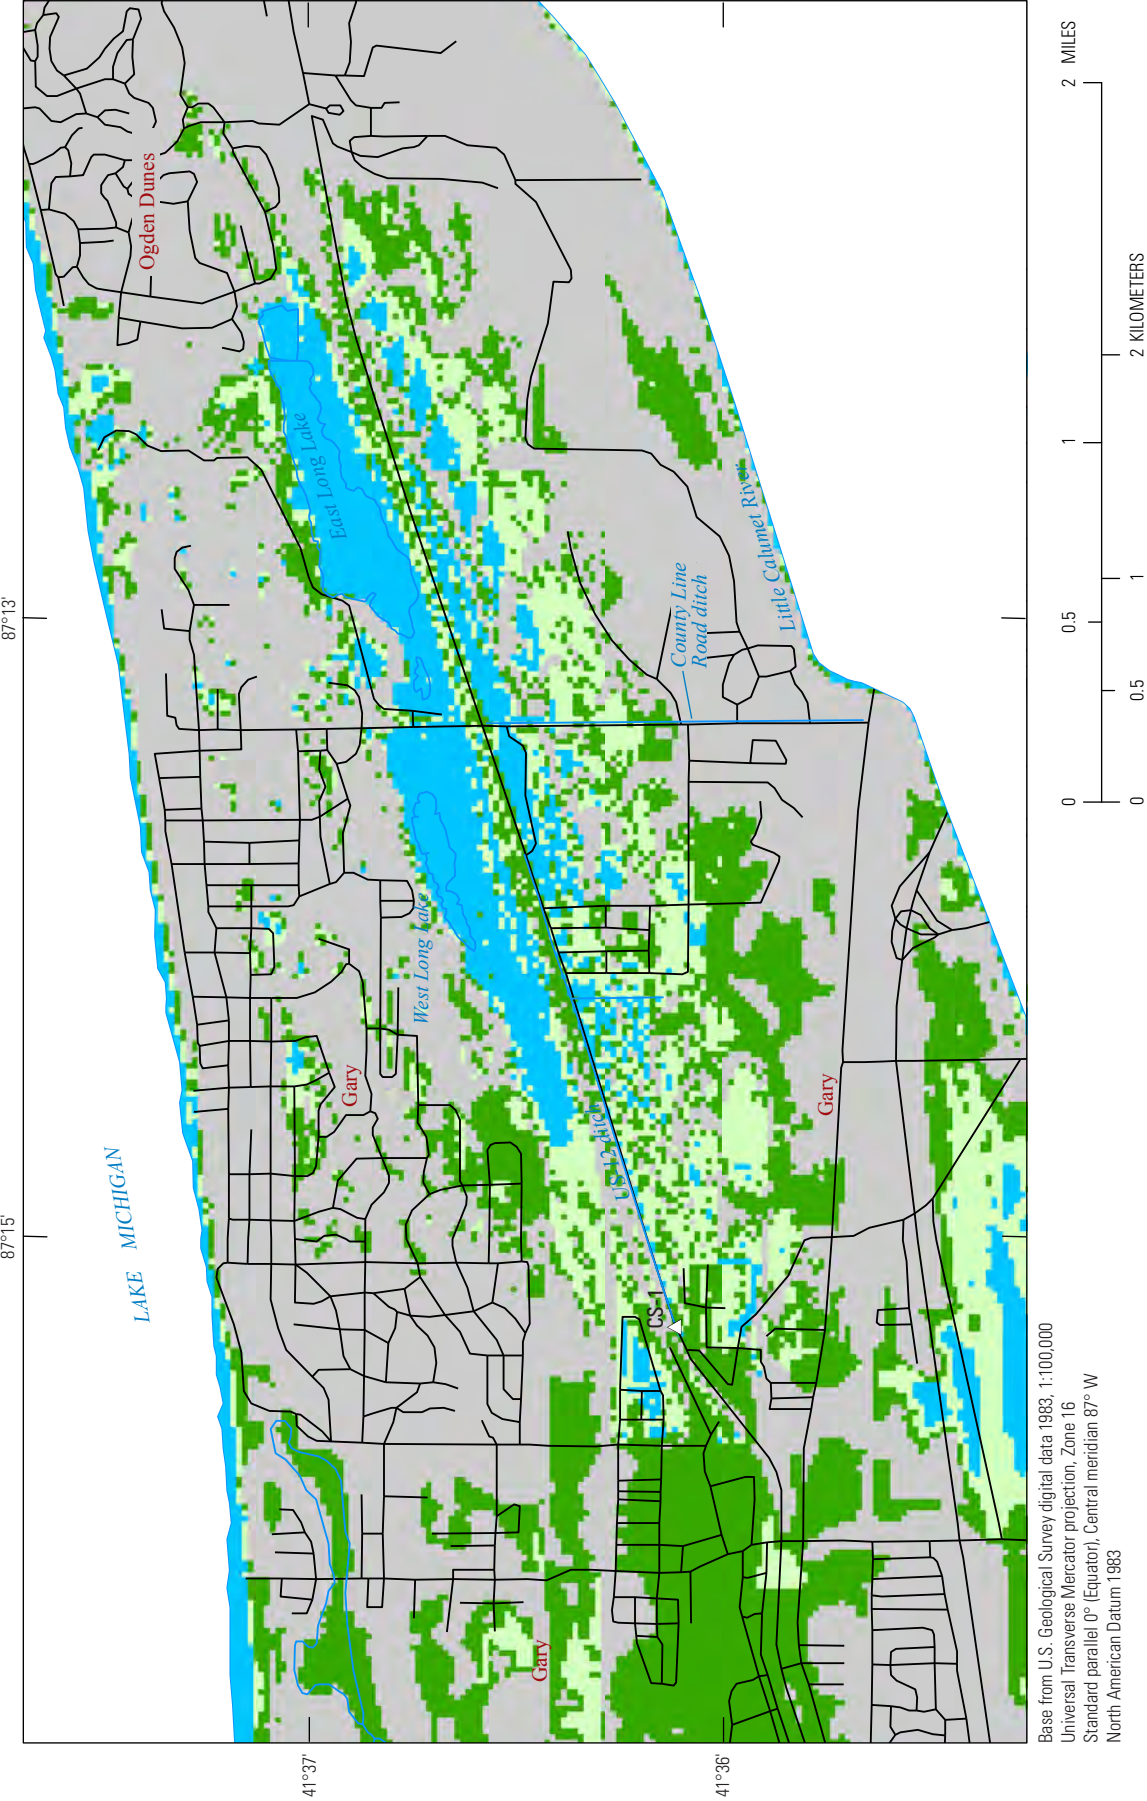 87°15'
87°13'
LAKE MICHIGAN
Ogden Dunes
East Long Lake
West Long Lake
Gary
County Line
Road ditch
Little Calumet River
US 12 ditch
CS-1
Gary
Gary
41°37'
41°36'
0 0.5 1 2 MILES
0 0.5 1 2 KILOMETERS
Base from U.S. Geological Survey digital data 1983, 1:100,000
Universal Transverse Mercator projection, Zone 16
Standard parallel 0° (Equator), Central meridian 87° W
North American Datum 1983